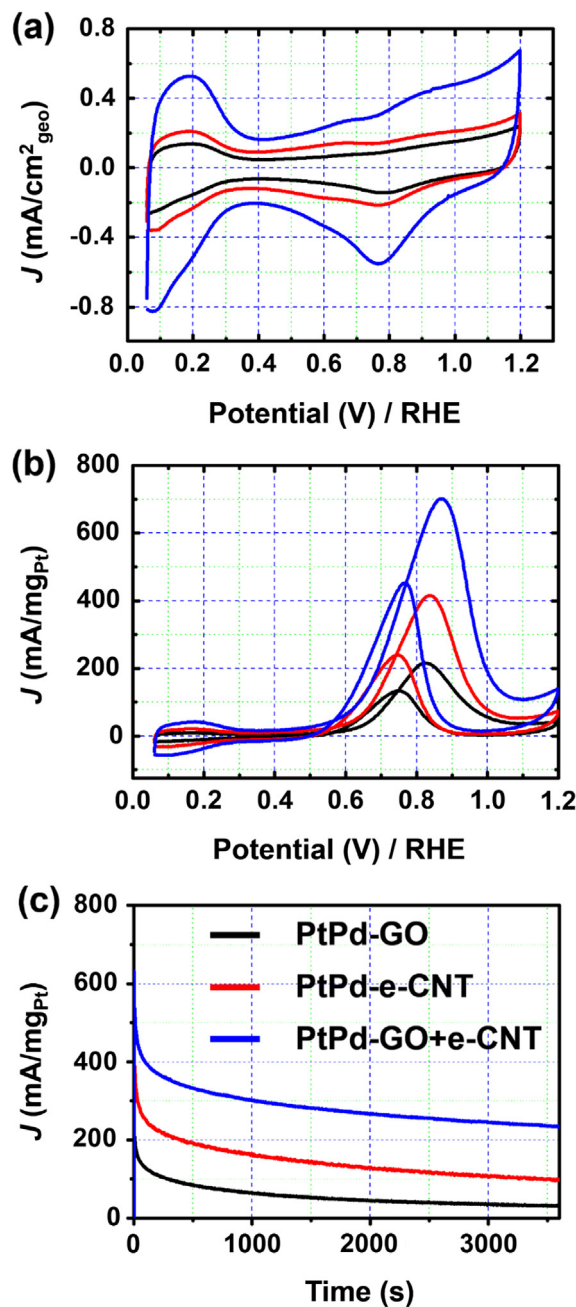 (a)
0.8
0.4
0.0
-0.4
-0.8
J (mA/cm²geo)
0.0 0.2 0.4 0.6 0.8 1.0 1.2
Potential (V) / RHE
(b)
800
600
400
200
0
J (mA/mgPt)
0.0 0.2 0.4 0.6 0.8 1.0 1.2
Potential (V) / RHE
(c)
800
600
400
200
0
J (mA/mgPt)
PtPd-GO
PtPd-e-CNT
PtPd-GO+e-CNT
0 1000 2000 3000
Time (s)